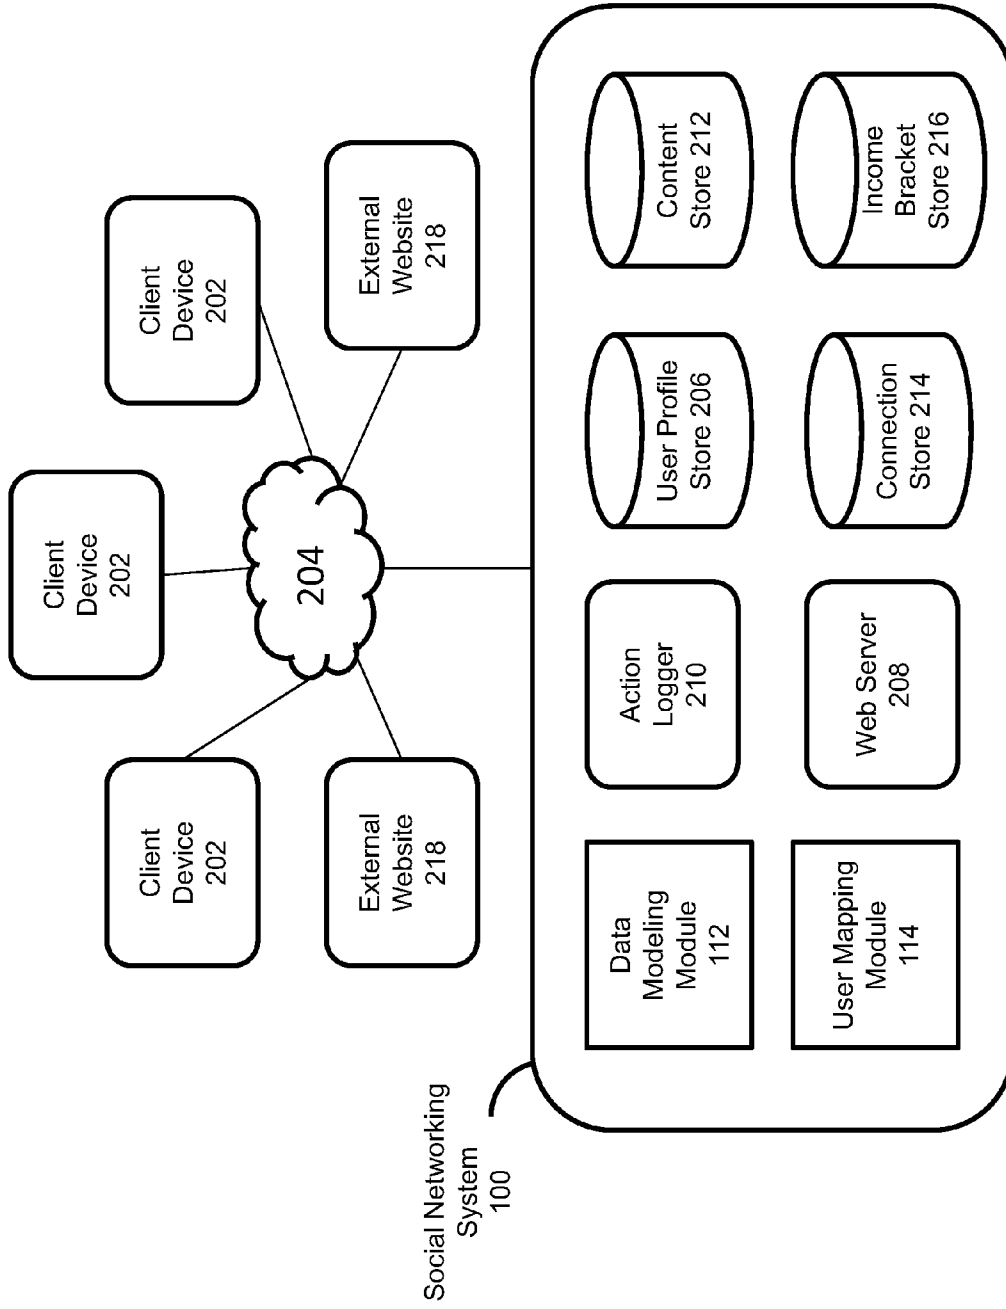 Client
Device
202
Client
Device
202
Client
Device
202
External
Website
218
204
External
Website
218
Social Networking
System
100
Data
Modeling
Module
112
Action
Logger
210
User Profile
Store 206
Content
Store 212
User Mapping
Module
114
Web Server
208
Connection
Store 214
Income
Bracket
Store 216